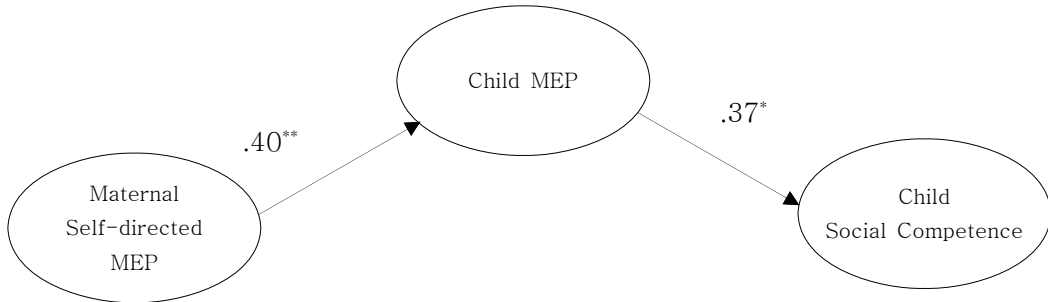 Child MEP
.40**
.37*
Maternal
Self-directed
MEP
Child
Social Competence